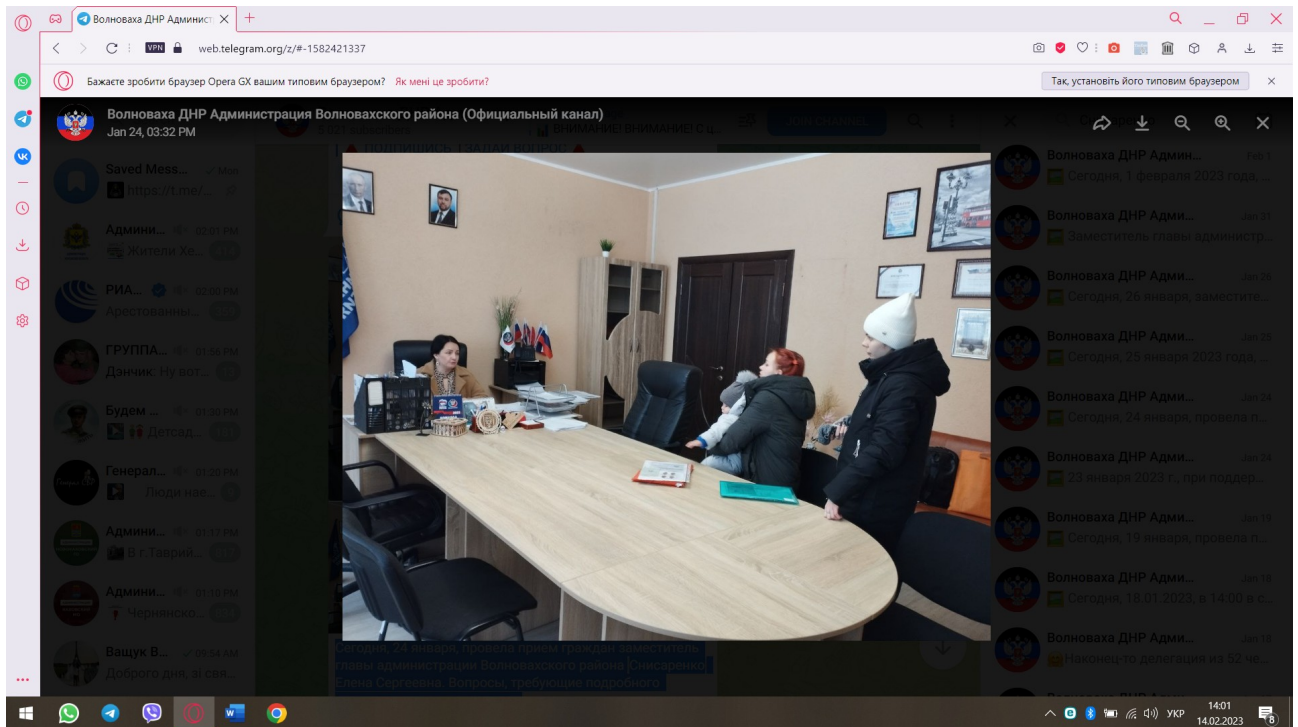 Волноваха ДНР Админист
VPN
web.telegram.org/z/#-1582421337
Бажаєте зробити браузер Opera GX вашим типовим браузером? Як мені це зробити?
Так, установіть його типовим браузером
Волноваха ДНР Администрация Волновахского района (Официальный канал)
Jan 24, 03:32 PM
ВНИМАНИЕ! ВНИМАНИЕ! С
ПОДПИШИСЬ
ЗАДАЙ ВОПРОС
Saved Mess... Mon
https://t.me/...
Админи... 02:01 PM
Жители Хе...
РИА... 02:00 PM
Арестованны...
ГРУППА... 01:56 PM
Дэнчик: Ну вот...
Будем ... 01:30 PM
Детсад...
Генерал... 01:20 PM
Люди нае...
Админи... 01:17 PM
В г.Таврий...
Админи... 01:10 PM
Чернянско...
Ващук В... 09:54 AM
Доброго дня, ві свя...
Волноваха ДНР Админ... Feb 1
Сегодня, 1 февраля 2023 года, ...
Волноваха ДНР Адми... Jan 31
Заместитель главы администр...
Волноваха ДНР Адми... Jan 26
Сегодня, 26 января, заместите...
Волноваха ДНР Адми... Jan 25
Сегодня, 25 января 2023 года, ...
Волноваха ДНР Адми... Jan 24
Сегодня, 24 января, провела п...
Волноваха ДНР Адми... Jan 24
23 января 2023 г., при поддер...
Волноваха ДНР Адми... Jan 19
Сегодня, 19 января, провела п...
Волноваха ДНР Адми... Jan 18
Сегодня, 18.01.2023, в 14:00 в с...
Волноваха ДНР Адми... Jan 13
Наконец-то делегация из 52 че...
Сегодня, 24 января, провела прием граждан заместитель
главы администрации Волновахского района Снисаренко
Елена Сергеевна. Вопросы, требующие подробного
УКР
14:01
14.02.2023
8